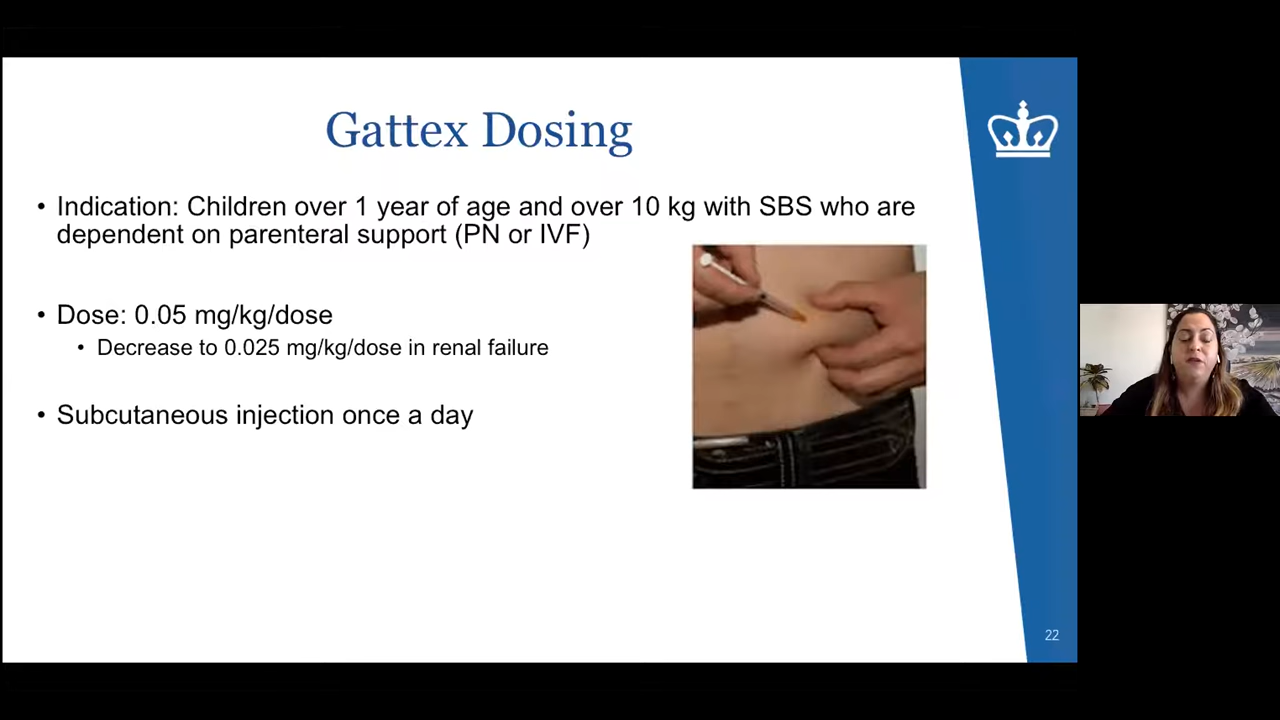 Gattex Dosing
• Indication: Children over 1 year of age and over 10 kg with SBS who are
dependent on parenteral support (PN or IVF)
• Dose: 0.05 mg/kg/dose
• Decrease to 0.025 mg/kg/dose in renal failure
• Subcutaneous injection once a day
22